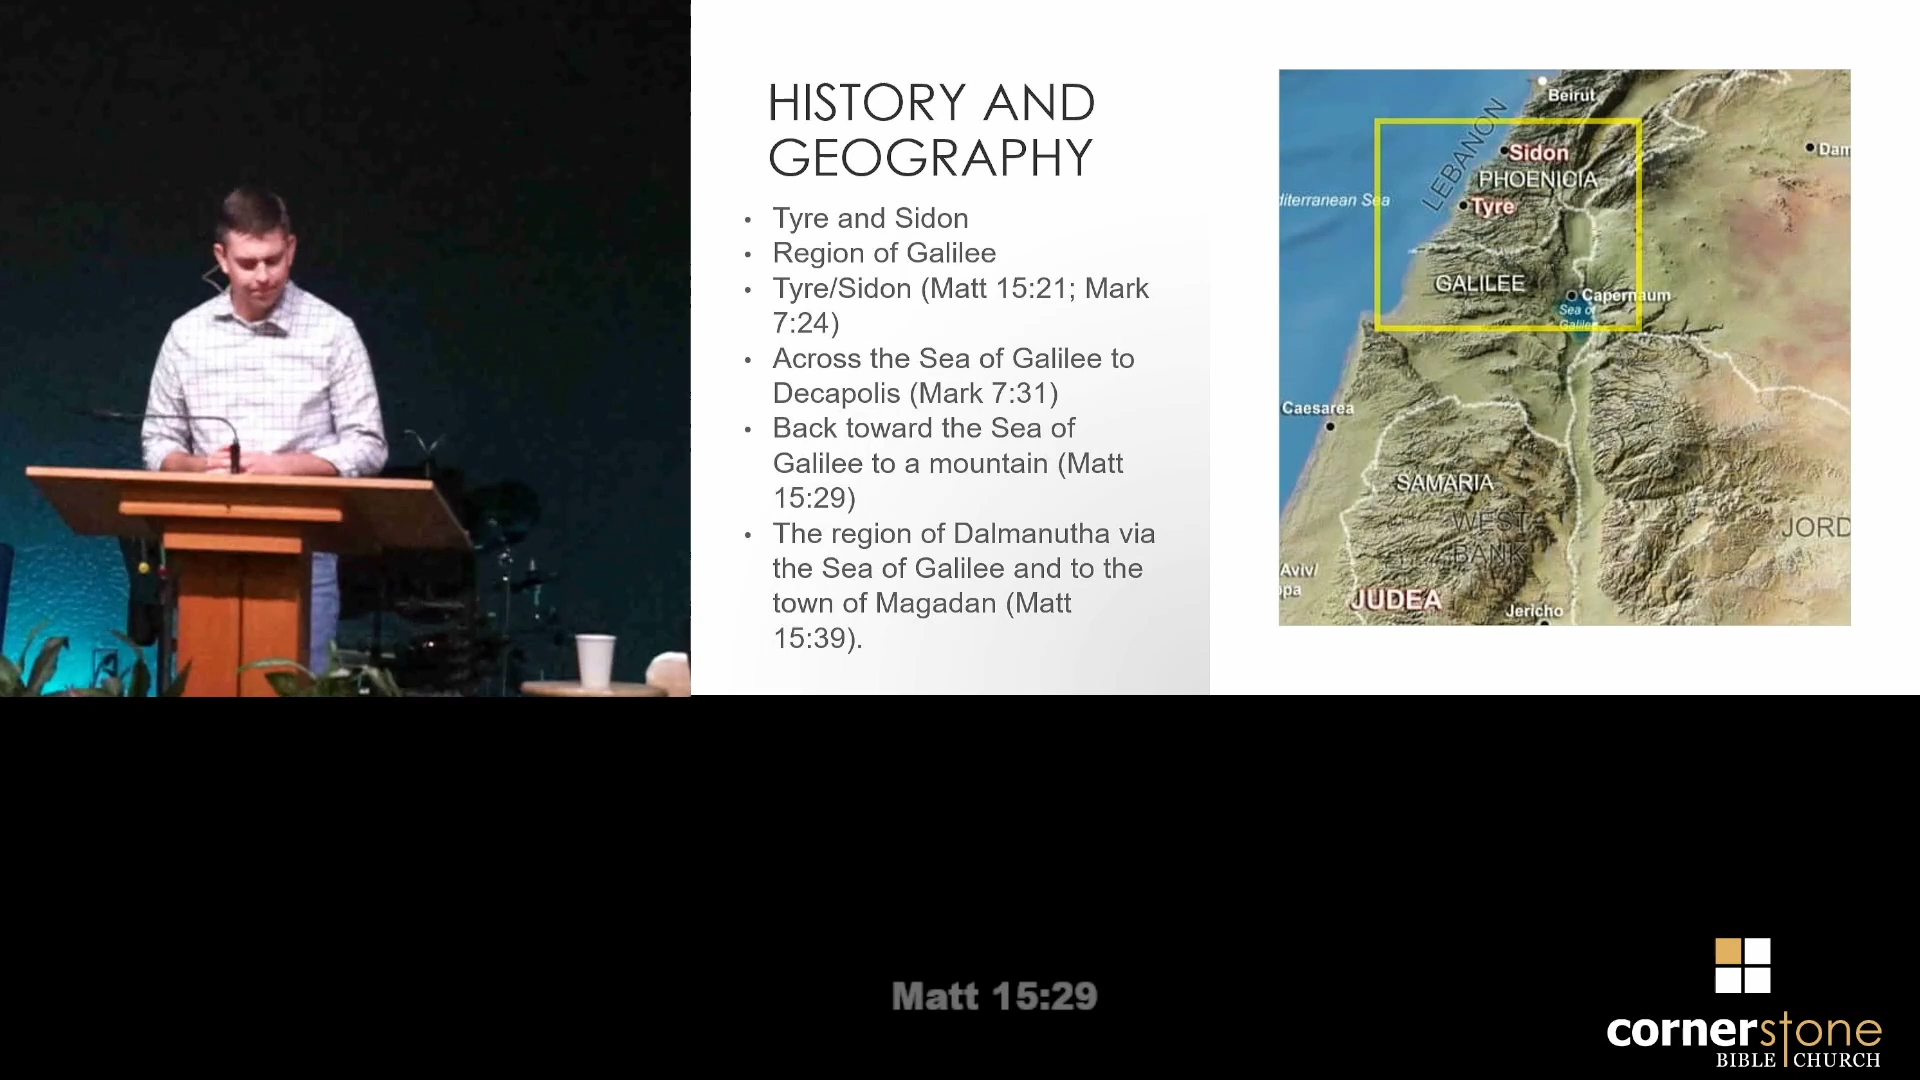 HISTORY AND
GEOGRAPHY
• Tyre and Sidon
• Region of Galilee
• Tyre/Sidon (Matt 15:21; Mark
7:24)
• Across the Sea of Galilee to
Decapolis (Mark 7:31)
• Back toward the Sea of
Galilee to a mountain (Matt
15:29)
• The region of Dalmanutha via
the Sea of Galilee and to the
town of Magadan (Matt
15:39).
Beirut
LEBANON
Sidon
Dam
PHOENICIA
diterranean Sea
Tyre
GALILEE
Capernaum
Sea of
Galilee
Caesarea
SAMARIA
WEST
BANK
JORD
Aviv/
opa
JUDEA
Jericho
Matt 15:29
cornerstone
BIBLE CHURCH